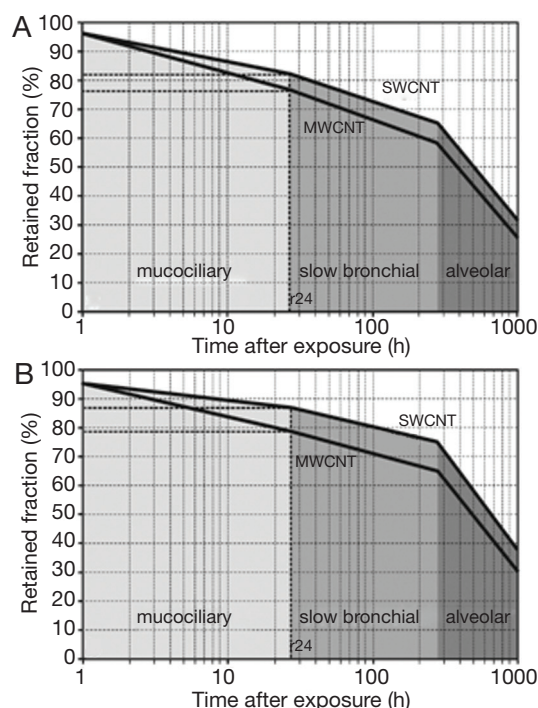 A
Retained fraction (%)
100
90
80
70
60
50
40
30
20
10
0
SWCNT
MWCNT
mucociliary
slow bronchial
alveolar
r24
1
10
100
1000
Time after exposure (h)
B
Retained fraction (%)
100
90
80
70
60
50
40
30
20
10
0
SWCNT
MWCNT
mucociliary
slow bronchial
alveolar
r24
1
10
100
1000
Time after exposure (h)